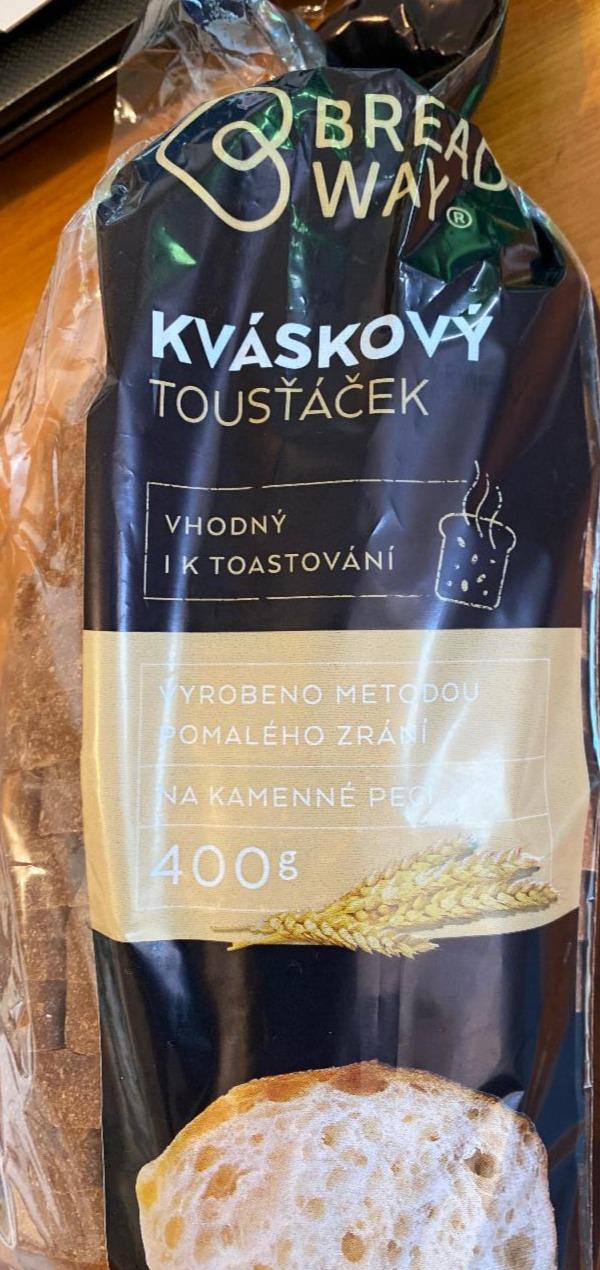 BREAD
WAY®
KVÁSKOVÝ
TOUSŤÁČEK
VHODNÝ
I K TOASTOVÁNÍ
VYROBENO METODOU
POMALÉHO ZRÁNÍ
NA KAMENNÉ PECI
400g